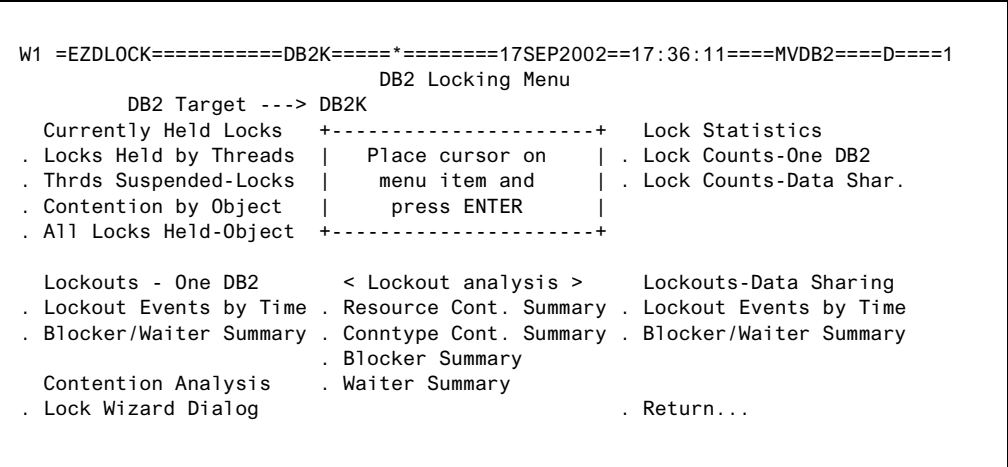 W1 =EZDLOCK===========DB2K=====*========17SEP2002==17:36:11====MVDB2====D====1
                                DB2 Locking Menu
         DB2 Target ---> DB2K
  Currently Held Locks   +----------------------+   Lock Statistics
. Locks Held by Threads  |   Place cursor on    | . Lock Counts-One DB2
. Thrds Suspended-Locks  |    menu item and     | . Lock Counts-Data Shar.
. Contention by Object   |     press ENTER      |
. All Locks Held-Object  +----------------------+

  Lockouts - One DB2       < Lockout analysis >     Lockouts-Data Sharing
. Lockout Events by Time . Resource Cont. Summary . Lockout Events by Time
. Blocker/Waiter Summary . Conntype Cont. Summary . Blocker/Waiter Summary
                         . Blocker Summary
  Contention Analysis    . Waiter Summary
. Lock Wizard Dialog                              . Return...